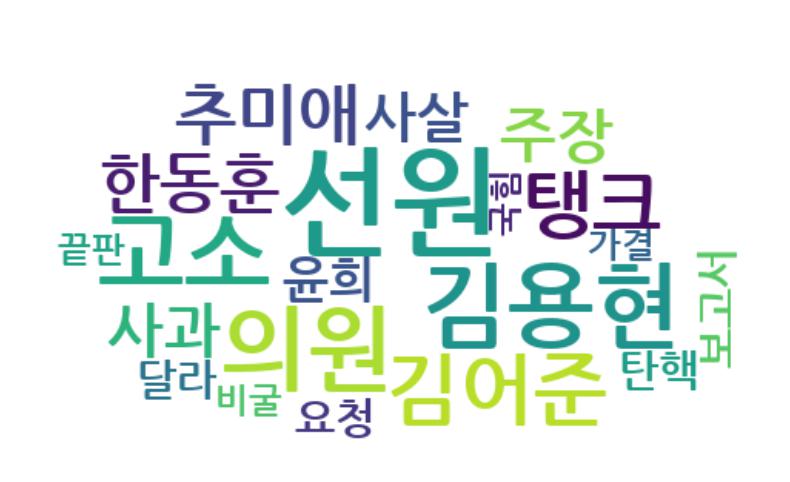 추미애
사살
주장
한동훈
선원
국힘
탱크
끝판
고소
윤희
가결
김용현
보고서
사과
의원
달라
비굴
김어준
탄핵
요청